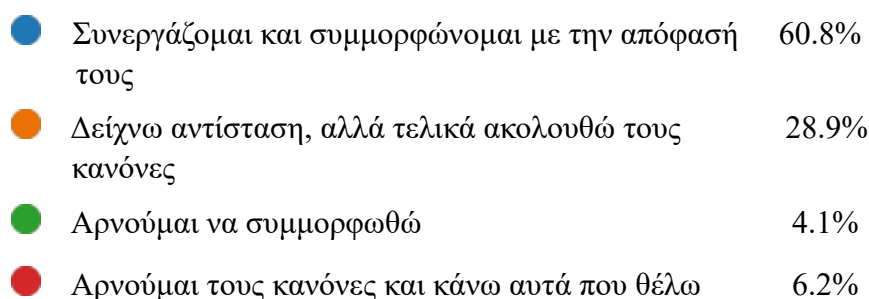 Συνεργάζομαι και συμμορφώνομαι με την απόφασή 60.8%
τους
Δείχνω αντίσταση, αλλά τελικά ακολουθώ τους 28.9%
κανόνες
Αρνούμαι να συμμορφωθώ 4.1%
Αρνούμαι τους κανόνες και κάνω αυτά που θέλω 6.2%